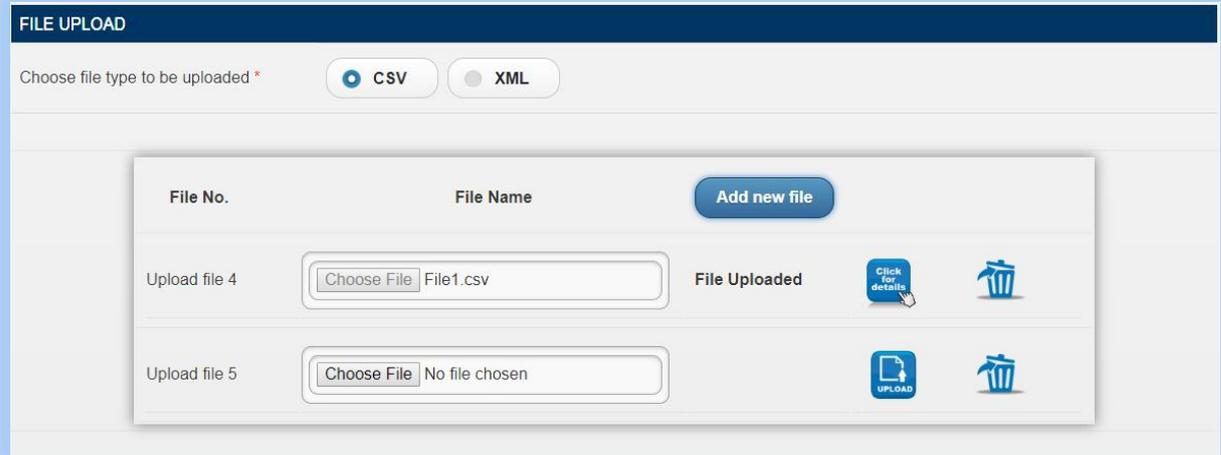 FILE UPLOAD
Choose file type to be uploaded * CSV XML
File No. File Name Add new file
Upload file 4 Choose File File1.csv File Uploaded Click for details
Upload file 5 Choose File No file chosen UPLOAD